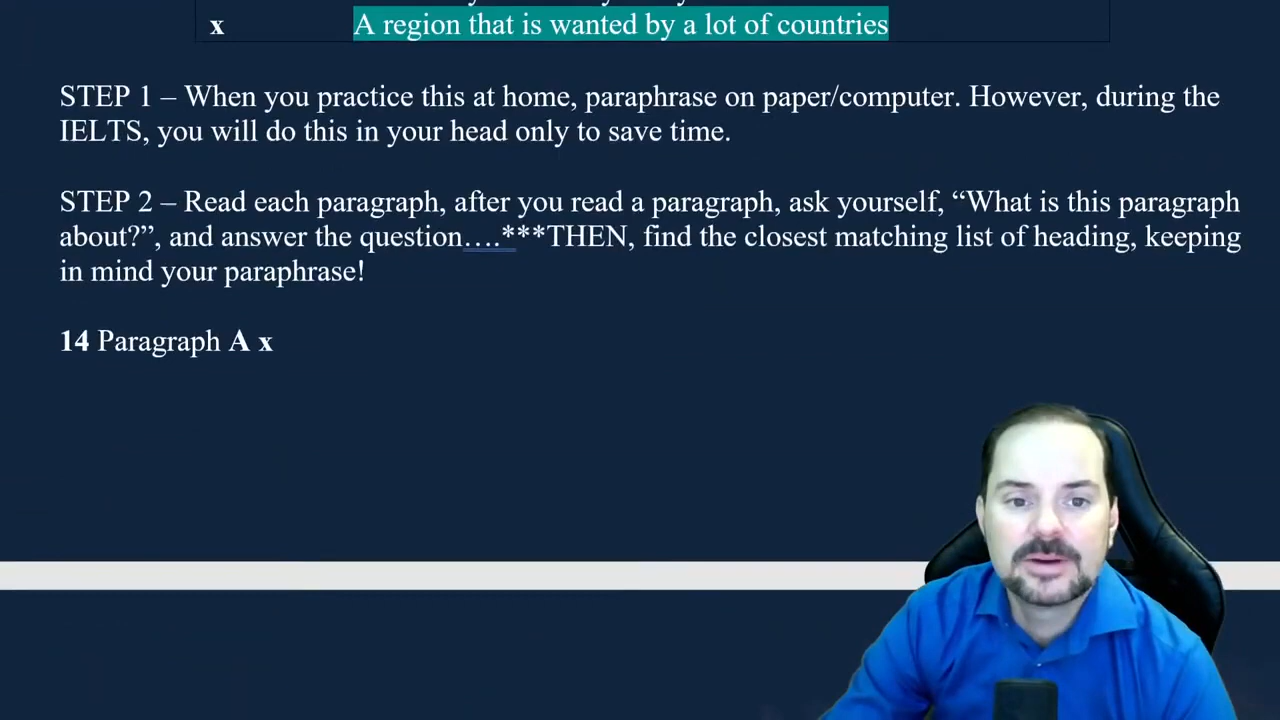 x A region that is wanted by a lot of countries
STEP 1 – When you practice this at home, paraphrase on paper/computer. However, during the
IELTS, you will do this in your head only to save time.
STEP 2 – Read each paragraph, after you read a paragraph, ask yourself, “What is this paragraph
about?”, and answer the question….***THEN, find the closest matching list of heading, keeping
in mind your paraphrase!
14 Paragraph A x